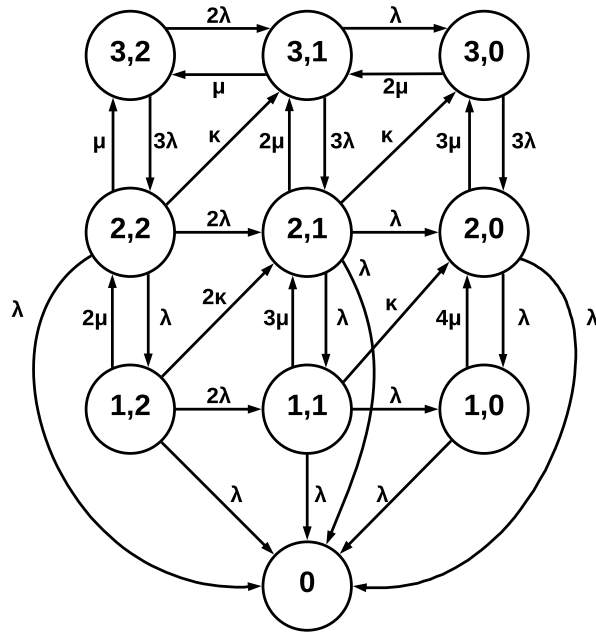 2λ λ
3,2 3,1 3,0
μ 2μ
μ 3λ κ 2μ 3λ κ 3μ 3λ
2λ λ
2,2 2,1 2,0
λ
2κ κ
λ 2μ λ 3μ λ 4μ λ λ
2λ λ
1,2 1,1 1,0
λ λ λ
0